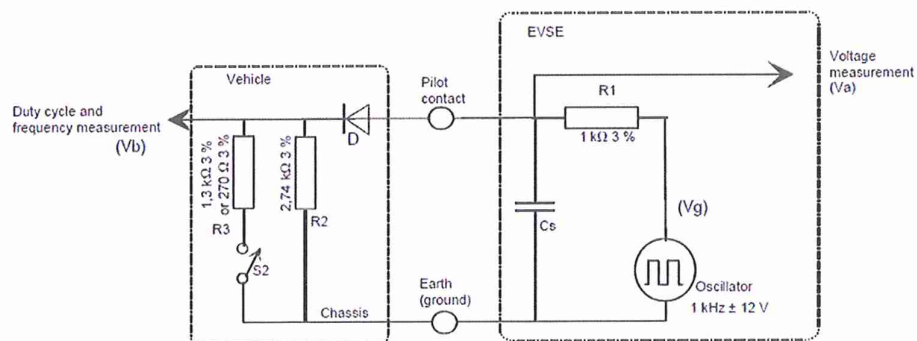 EVSE
Voltage
measurement
(Va)
Vehicle
Pilot
contact
R1
1 kΩ 3 %
Duty cycle and
frequency measurement
(Vb)
D
1,3 kΩ 3 %
or 270 Ω 3 %
R3
2,74 kΩ 3 %
R2
S2
Cs
(Vg)
Oscillator
1 kHz ± 12 V
Earth
(ground)
Chassis